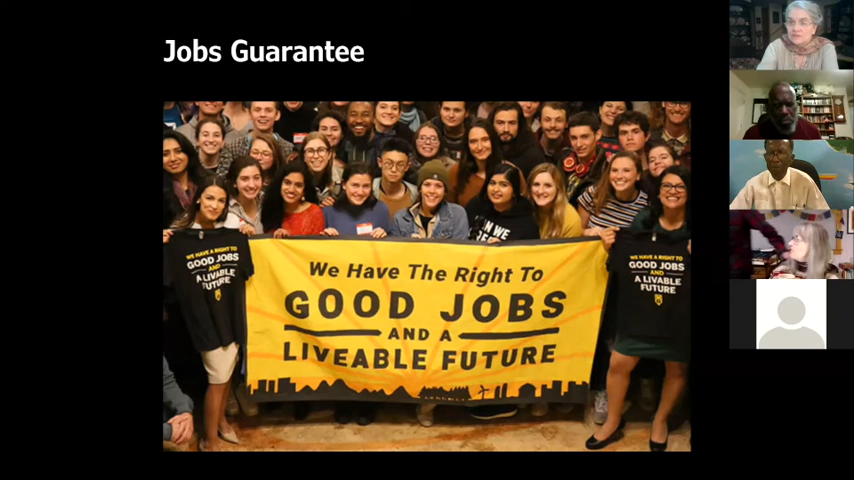 Jobs Guarantee
WE HAVE A RIGHT TO
GOOD JOBS
AND
A LIVABLE
FUTURE
We Have The Right To
GOOD JOBS
AND A
LIVEABLE FUTURE
WE HAVE A RIGHT TO
GOOD JOBS
AND
A LIVABLE
FUTURE